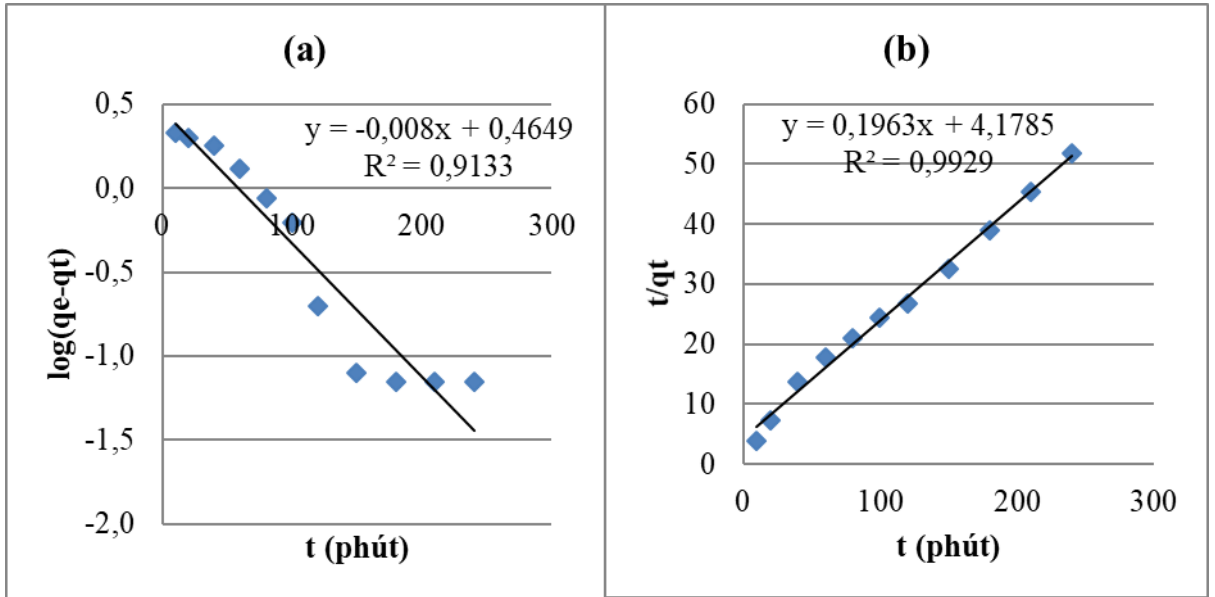 (a)
y = -0,008x + 0,4649
R² = 0,9133
0,5
0,0
-0,5
-1,0
-1,5
-2,0
0
100
200
300
log(qe-qt)
t (phút)
(b)
y = 0,1963x + 4,1785
R² = 0,9929
60
50
40
30
20
10
0
0
100
200
300
t/qt
t (phút)